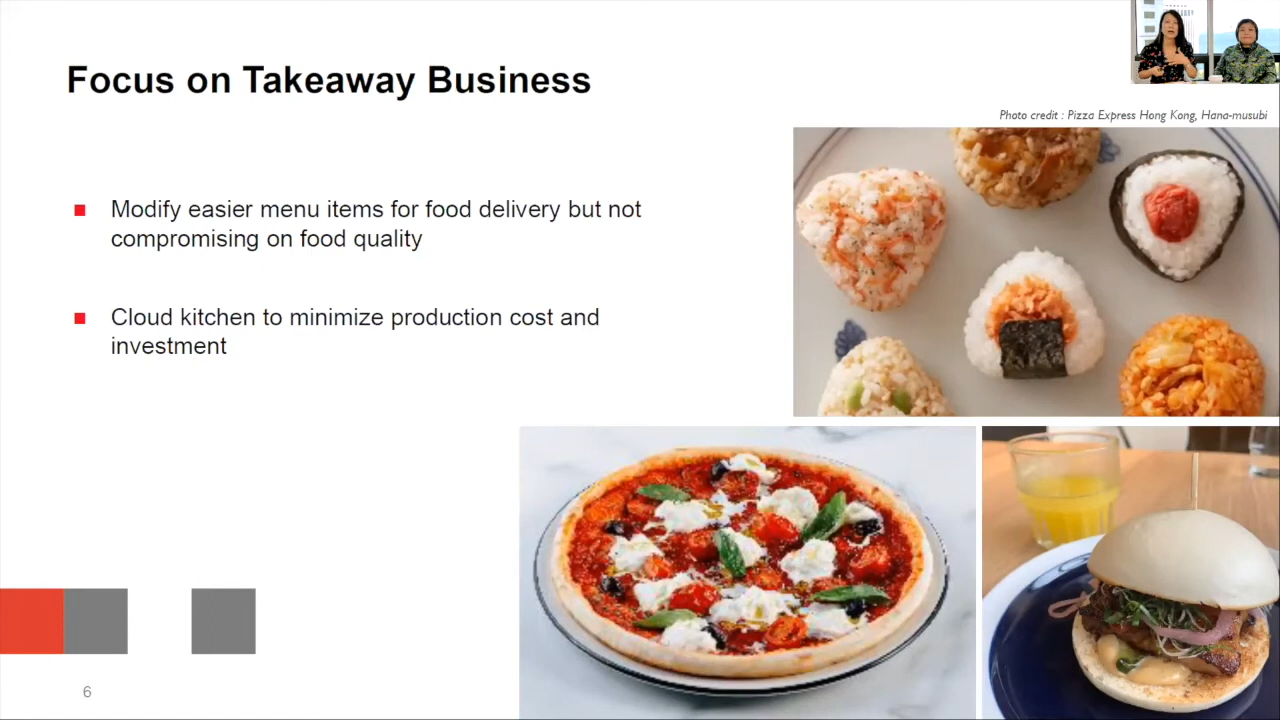 Focus on Takeaway Business
Photo credit : Pizza Express Hong Kong, Hana-musubi
■ Modify easier menu items for food delivery but not
compromising on food quality
■ Cloud kitchen to minimize production cost and
investment
6